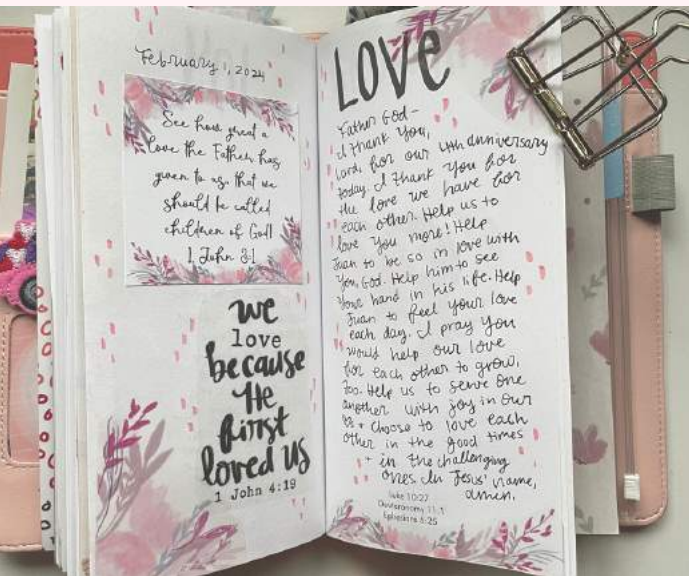 February 1, 2024
See how great a
love the Father has
given to us that we
should be called
children of God!
1 John 3:1
we
love
because
He
first
loved us
1 John 4:19
LOVE
Father God-
I thank You,
Lord, for our 4th anniversary
today. I thank You for
the love we have for
each other. Help us to
love You more! Help
Juan to be so in love with
You, God. Help him to see
Your hand in his life. Help
Juan to feel Your love
each day. I pray You
would help our love
for each other to grow,
too. Help us to serve one
another with joy in our
+ choose to love each
other in the good times
+ in the challenging
ones. In Jesus' name,
amen.
Luke 10:27
Deuteronomy 11:1
Ephesians 5:25